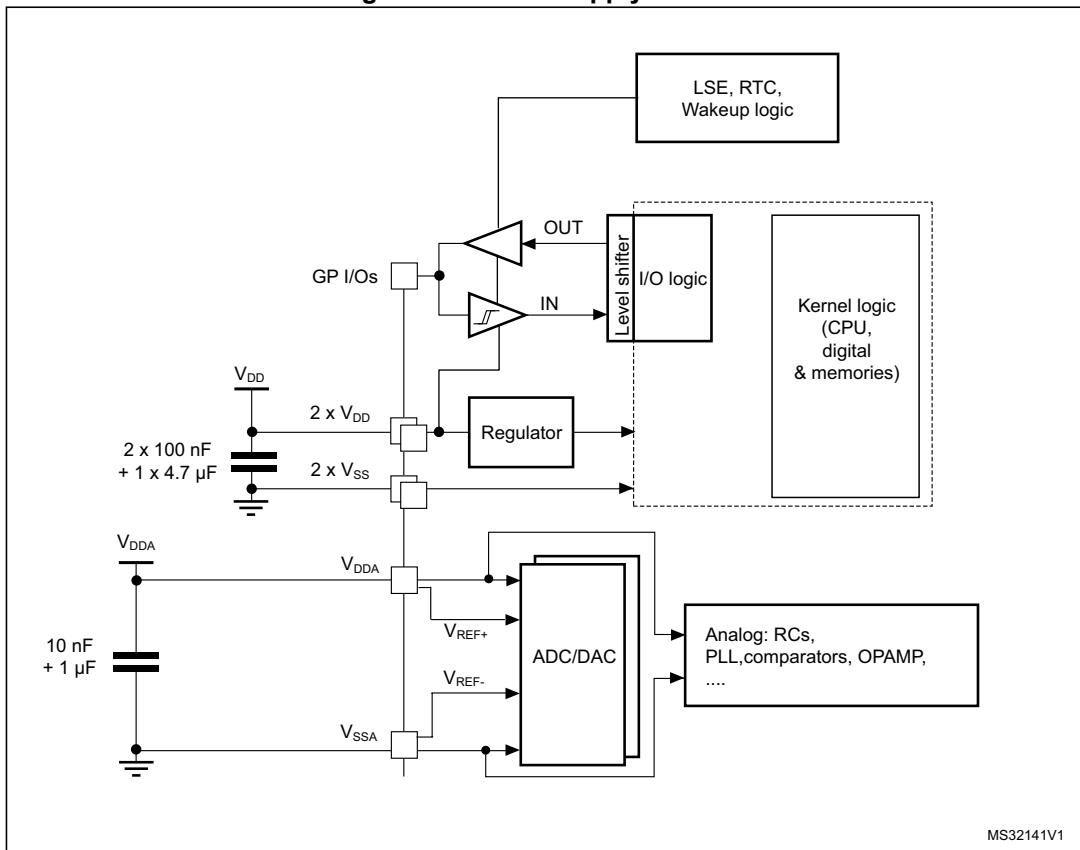 LSE, RTC,
Wakeup logic
OUT
GP I/Os
IN
Level shifter
I/O logic
Kernel logic
(CPU,
digital
& memories)
VDD
2 x VDD
Regulator
2 x 100 nF
+ 1 x 4.7 µF
2 x VSS
VDDA
VDDA
VREF+
10 nF
+ 1 µF
ADC/DAC
Analog: RCs,
PLL,comparators, OPAMP,
....
VREF-
VSSA
MS32141V1